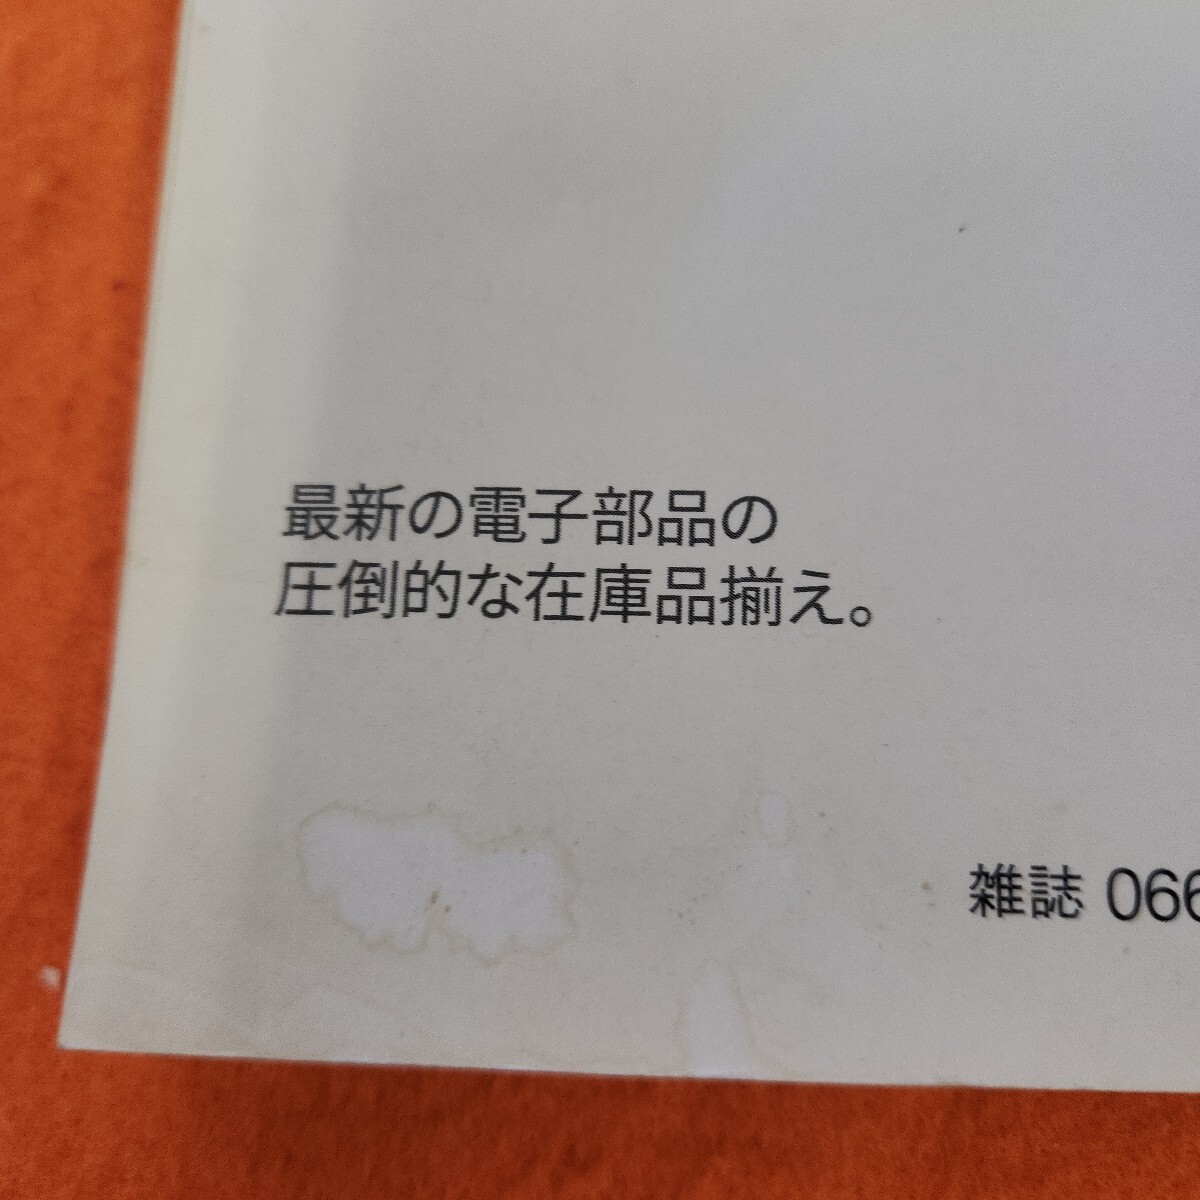 最新の電子部品の
圧倒的な在庫品揃え。
雑誌 066